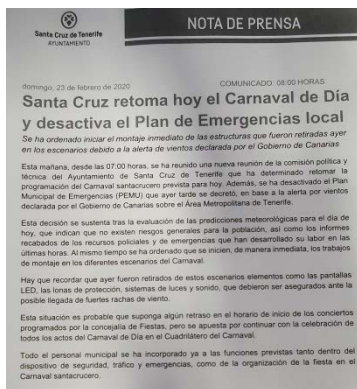 Santa Cruz de Tenerife
AYUNTAMIENTO
NOTA DE PRENSA
domingo, 23 de febrero de 2020
COMUNICADO: 08:00 HORAS
Santa Cruz retoma hoy el Carnaval de Día
y desactiva el Plan de Emergencias local
Se ha ordenado iniciar el montaje inmediato de las estructuras que fueron retiradas ayer
en los escenarios debido a la alerta de vientos declarada por el Gobierno de Canarias
Esta mañana, desde las 07:00 horas, se ha reunido una nueva reunión de la comisión política y
técnica del Ayuntamiento de Santa Cruz de Tenerife que ha determinado retomar la
programación del Carnaval santacrucero prevista para hoy. Además, se ha desactivado el Plan
Municipal de Emergencias (PEMU) que ayer tarde se decretó, en base a la alerta por vientos
declarada por el Gobierno de Canarias sobre el Área Metropolitana de Tenerife.
Esta decisión se sustenta tras la evaluación de las predicciones meteorológicas para el día de
hoy, que indican que no existen riesgos generales para la población, así como los informes
recabados de los recursos policiales y de emergencias que han desarrollado su labor en las
últimas horas. Al mismo tiempo se ha ordenado que se inicien, de manera inmediata, los trabajos
de montaje en los diferentes escenarios del Carnaval.
Hay que recordar que ayer fueron retirados de estos escenarios elementos como las pantallas
LED, las lonas de protección, sistemas de luces y sonido, que debieron ser asegurados ante la
posible llegada de fuertes rachas de viento.
Esta situación es probable que suponga algún retraso en el horario de inicio de los conciertos
programados por la concejalía de Fiestas, pero se apuesta por continuar con la celebración de
todos los actos del Carnaval de Día en el Cuadrilátero del Carnaval.
Todo el personal municipal se ha incorporado ya a las funciones previstas tanto dentro del
dispositivo de seguridad, tráfico y emergencias, como de la organización de la fiesta en el
Carnaval santacrucero.